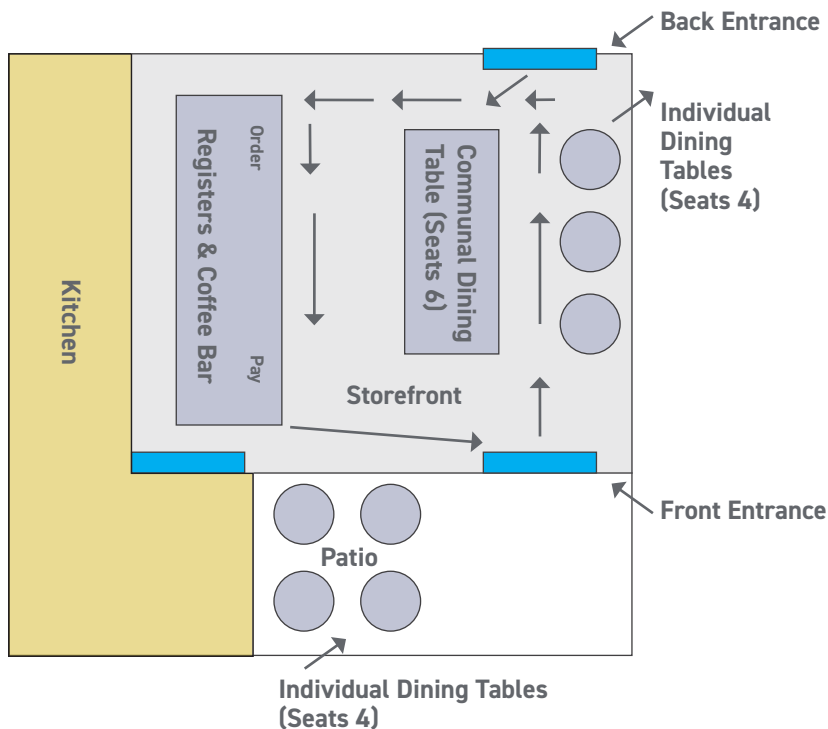 Back Entrance
Individual
Dining
Tables
(Seats 4)
Order
Registers & Coffee Bar
Pay
Communal Dining
Table (Seats 6)
Kitchen
Storefront
Front Entrance
Patio
Individual Dining Tables
(Seats 4)